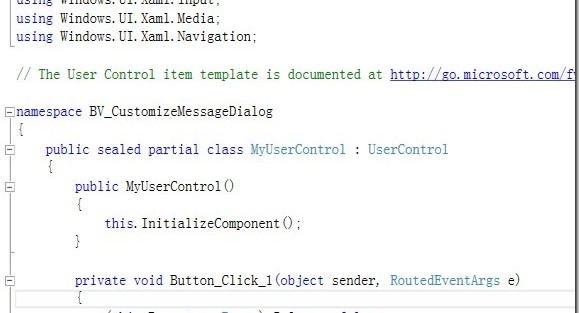 using Windows.UI.Xaml.Input;
using Windows.UI.Xaml.Media;
using Windows.UI.Xaml.Navigation;
// The User Control item template is documented at http://go.microsoft.com/f
namespace BV_CustomizeMessageDialog
{
public sealed partial class MyUserControl : UserControl
{
public MyUserControl()
{
this.InitializeComponent();
}
private void Button_Click_1(object sender, RoutedEventArgs e)
{